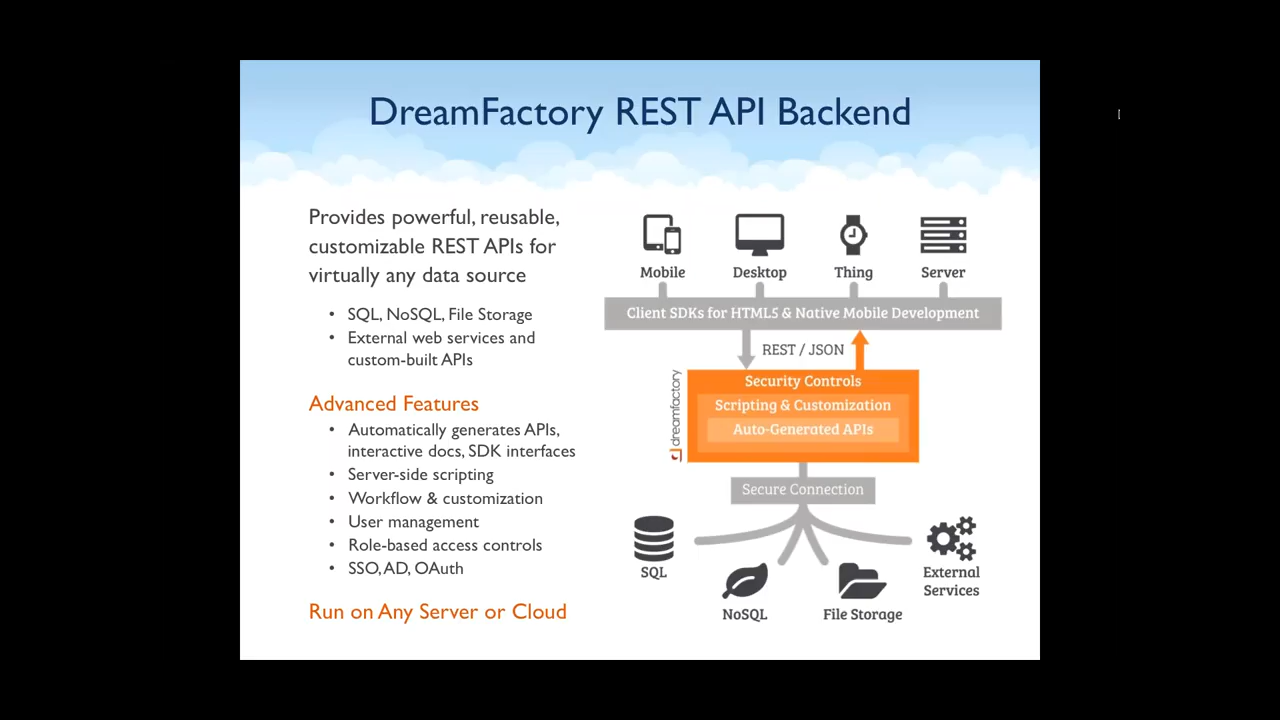 DreamFactory REST API Backend
Provides powerful, reusable,
customizable REST APIs for
virtually any data source
• SQL, NoSQL, File Storage
• External web services and
custom-built APIs
Advanced Features
• Automatically generates APIs,
interactive docs, SDK interfaces
• Server-side scripting
• Workflow & customization
• User management
• Role-based access controls
• SSO, AD, OAuth
Run on Any Server or Cloud
Mobile Desktop Thing Server
Client SDKs for HTML5 & Native Mobile Development
REST / JSON
dreamfactory
Security Controls
Scripting & Customization
Auto-Generated APIs
Secure Connection
SQL
NoSQL
File Storage
External
Services